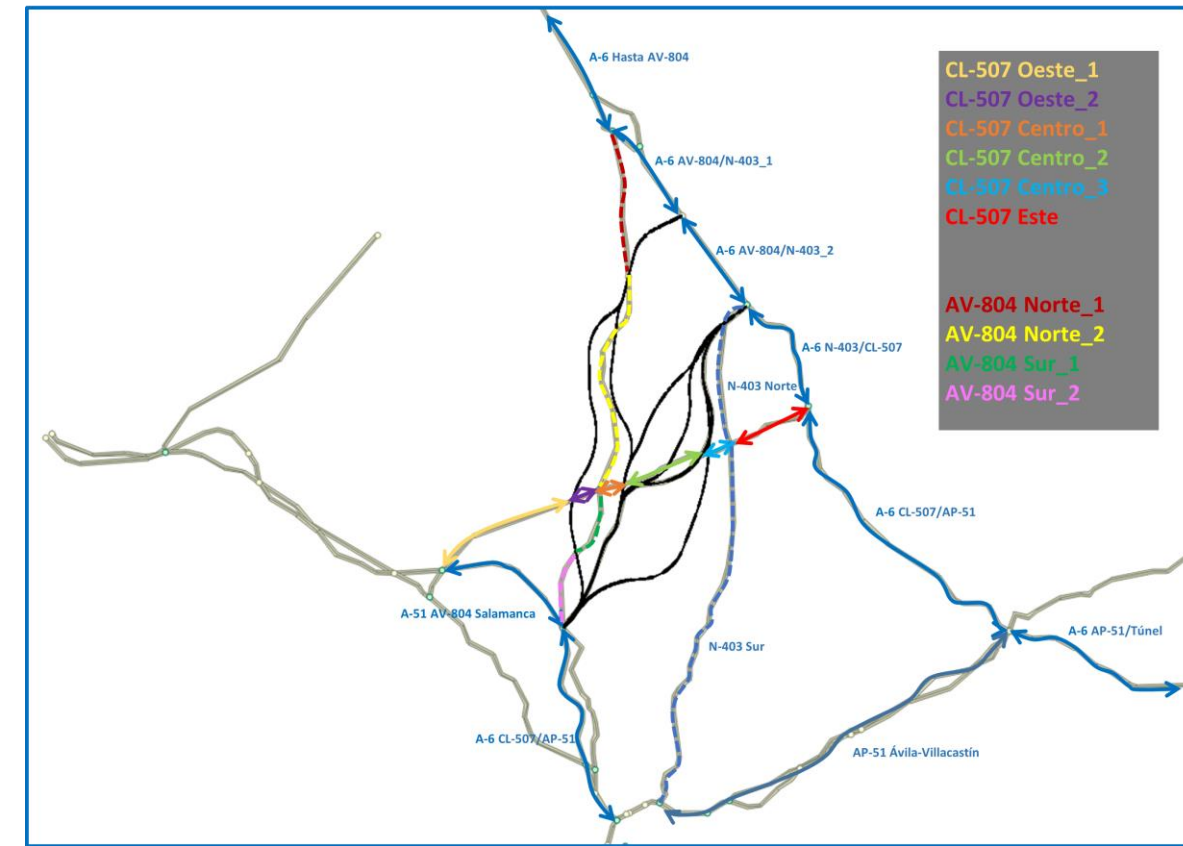 A-6 Hasta AV-804
A-6 AV-804/N-403_1
A-6 AV-804/N-403_2
A-6 N-403/CL-507
N-403 Norte
A-6 CL-507/AP-51
A-51 AV-804 Salamanca
A-6 AP-51/Túnel
N-403 Sur
A-6 CL-507/AP-51
AP-51 Ávila-Villacastín
CL-507 Oeste_1
CL-507 Oeste_2
CL-507 Centro_1
CL-507 Centro_2
CL-507 Centro_3
CL-507 Este
AV-804 Norte_1
AV-804 Norte_2
AV-804 Sur_1
AV-804 Sur_2